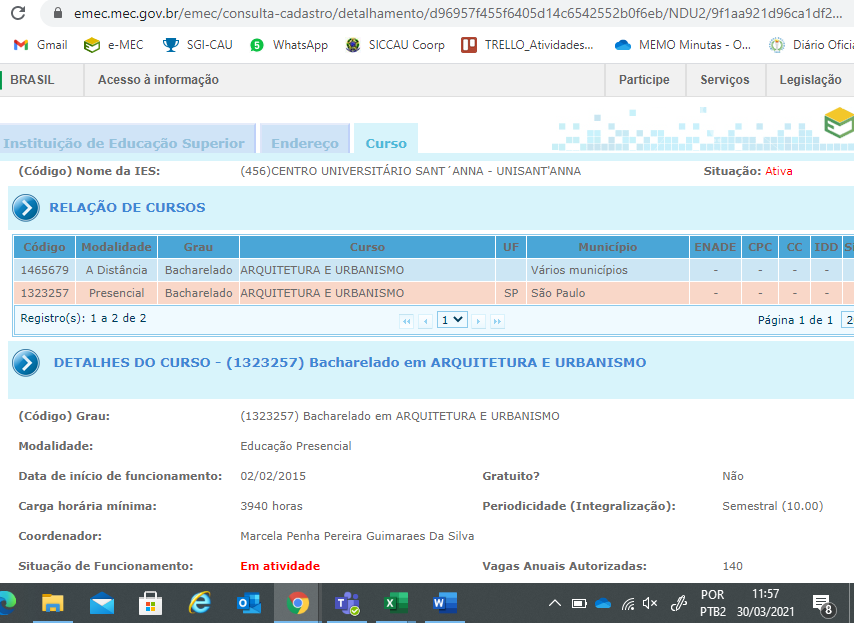 emec.mec.gov.br/emec/consulta-cadastro/detalhamento/d96957f455f6405d14c6542552b0f6eb/NDU2/9f1aa921d96ca1df2...
Gmail e-MEC SGI-CAU WhatsApp SICCAU Coorp TRELLO_Atividades... MEMO Minutas - O... Diário Oficia
BRASIL Acesso à informação Participe Serviços Legislação
Instituição de Educação Superior Endereço Curso
(Código) Nome da IES: (456)CENTRO UNIVERSITÁRIO SANT´ANNA - UNISANT'ANNA Situação: Ativa
RELAÇÃO DE CURSOS
Código Modalidade Grau Curso UF Município ENADE CPC CC IDD
1465679 A Distância Bacharelado ARQUITETURA E URBANISMO Vários municípios - - - -
1323257 Presencial Bacharelado ARQUITETURA E URBANISMO SP São Paulo - - - -
Registro(s): 1 a 2 de 2 1 Página 1 de 1 2
DETALHES DO CURSO - (1323257) Bacharelado em ARQUITETURA E URBANISMO
(Código) Grau: (1323257) Bacharelado em ARQUITETURA E URBANISMO
Modalidade: Educação Presencial
Data de início de funcionamento: 02/02/2015 Gratuito? Não
Carga horária mínima: 3940 horas Periodicidade (Integralização): Semestral (10.00)
Coordenador: Marcela Penha Pereira Guimaraes Da Silva
Situação de Funcionamento: Em atividade Vagas Anuais Autorizadas: 140
POR 11:57
PTB2 30/03/2021 8